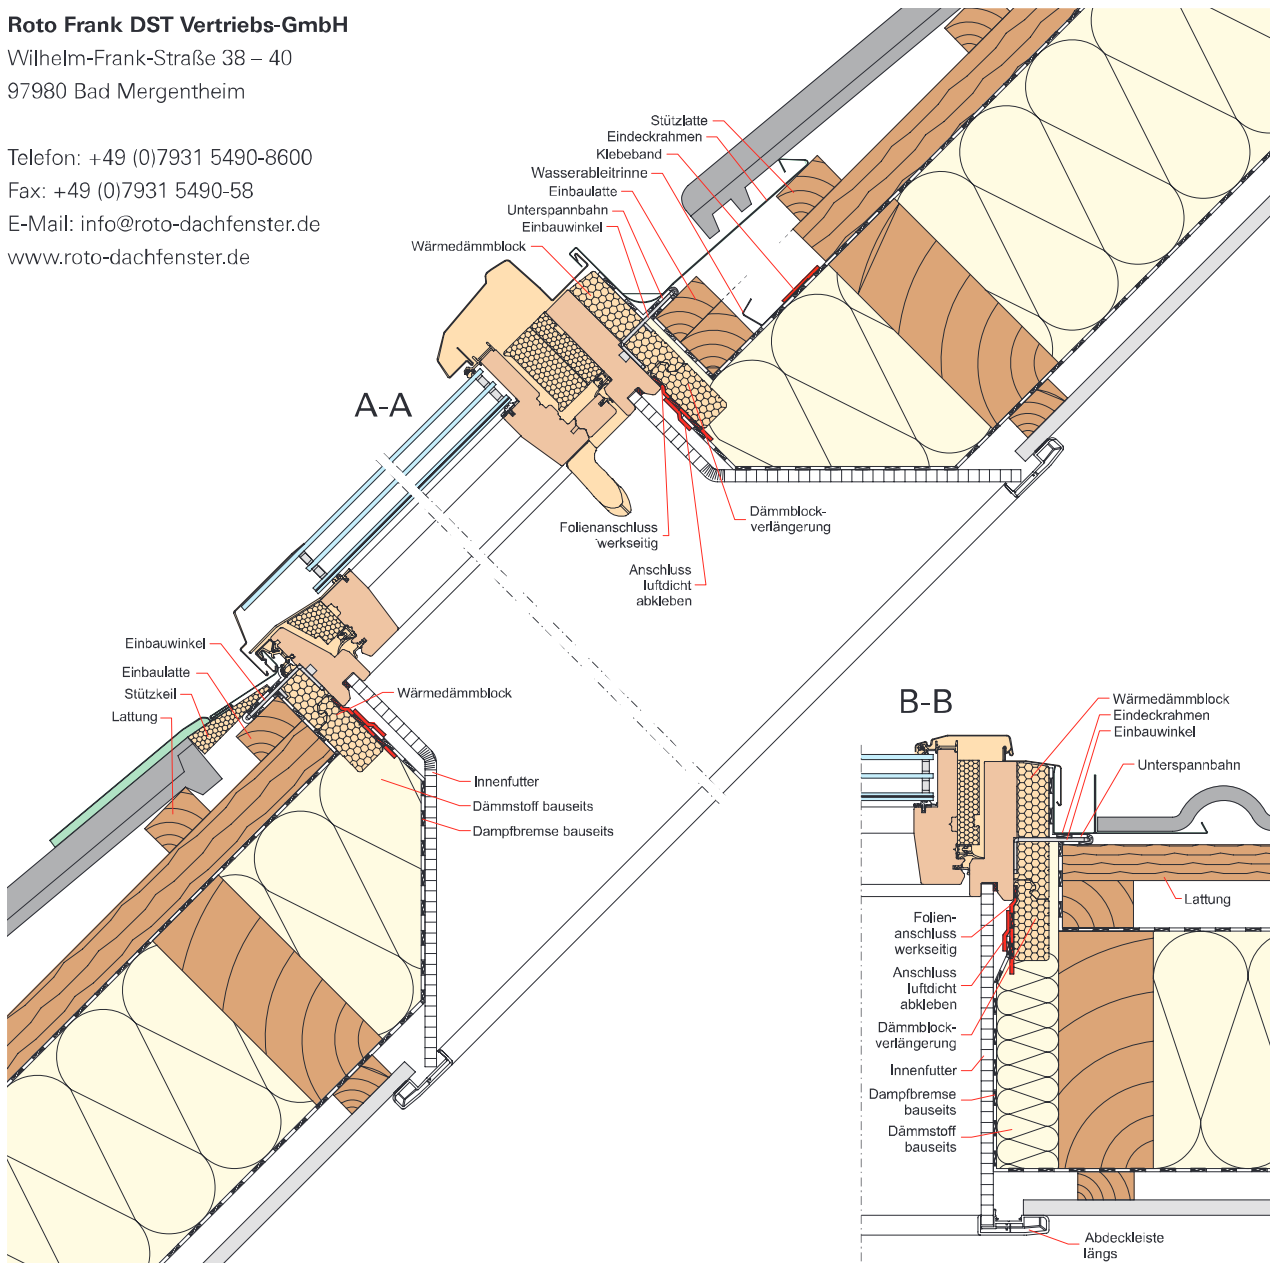 Roto Frank DST Vertriebs-GmbH
Wilhelm-Frank-Straße 38 – 40
97980 Bad Mergentheim
Telefon: +49 (0)7931 5490-8600
Fax: +49 (0)7931 5490-58
E-Mail: info@roto-dachfenster.de
www.roto-dachfenster.de
Stützlatte
Eindeckrahmen
Klebeband
Wasserableitrinne
Einbaulatte
Unterspannbahn
Einbauwinkel
Wärmedämmblock
A-A
Folienanschluss
werkseitig
Anschluss
luftdicht
abkleben
Dämmblock-
verlängerung
Einbauwinkel
Einbaulatte
Stützkeil
Lattung
Wärmedämmblock
Innenfutter
Dämmstoff bauseits
Dampfbremse bauseits
B-B
Wärmedämmblock
Eindeckrahmen
Einbauwinkel
Unterspannbahn
Lattung
Folien-
anschluss
werkseitig
Anschluss
luftdicht
abkleben
Dämmblock-
verlängerung
Innenfutter
Dampfbremse
bauseits
Dämmstoff
bauseits
Abdeckleiste
längs